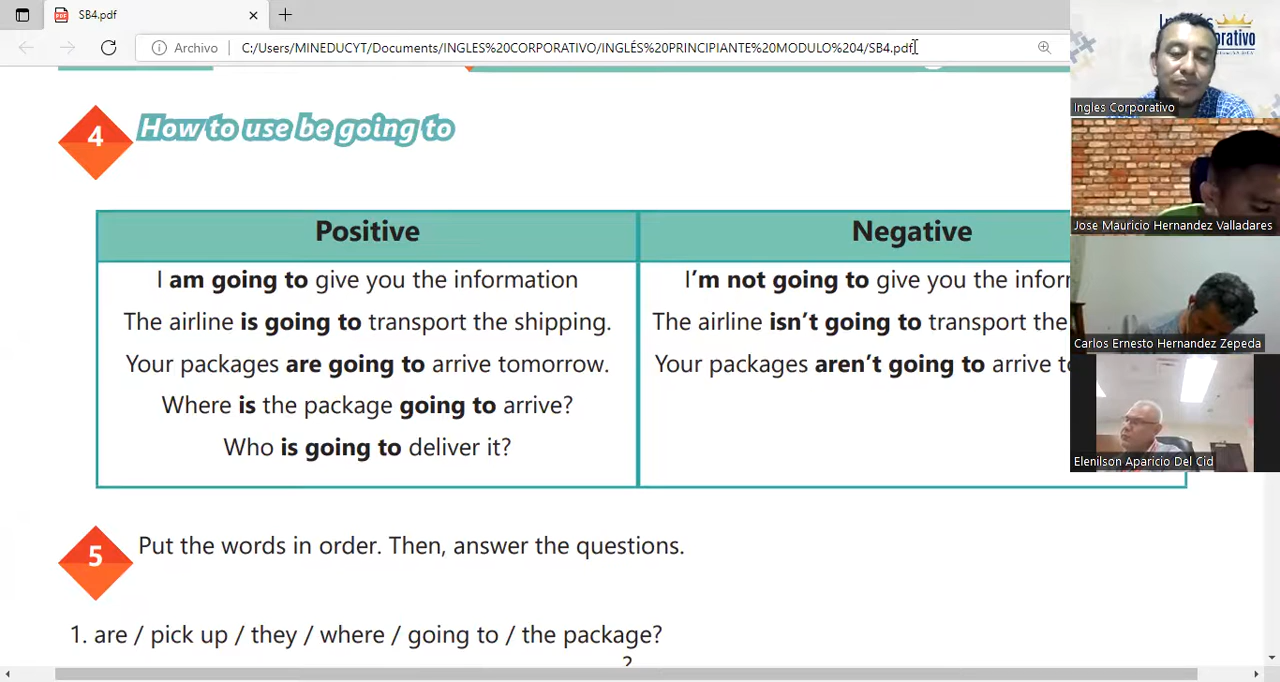 SB4.pdf
Archivo
C:/Users/MINEDUCYT/Documents/INGLES%20CORPORATIVO/INGLÉS%20PRINCIPIANTE%20MODULO%204/SB4.pdf
4
How to use be going to
Positive
Negative
I am going to give you the information
I'm not going to give you the inforr
The airline is going to transport the shipping.
The airline isn't going to transport the
Your packages are going to arrive tomorrow.
Your packages aren't going to arrive to
Where is the package going to arrive?
Who is going to deliver it?
5
Put the words in order. Then, answer the questions.
1. are / pick up / they / where / going to / the package?
Ingles Corporativo
Jose Mauricio Hernandez Valladares
Carlos Ernesto Hernandez Zepeda
Elenilson Aparicio Del Cid